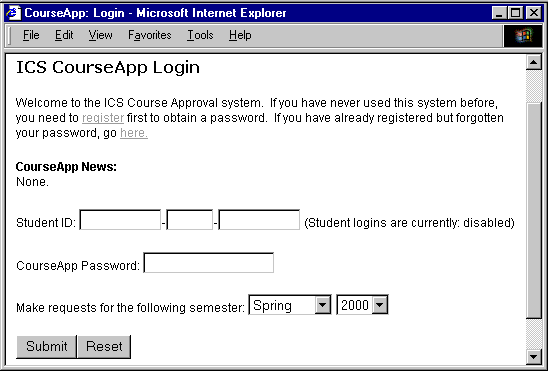 CourseApp: Login - Microsoft Internet Explorer
File Edit View Favorites Tools Help
ICS CourseApp Login
Welcome to the ICS Course Approval system. If you have never used this system before,
you need to register first to obtain a password. If you have already registered but forgotten
your password, go here.
CourseApp News:
None.
Student ID: - - (Student logins are currently: disabled)
CourseApp Password:
Make requests for the following semester: Spring 2000
Submit Reset